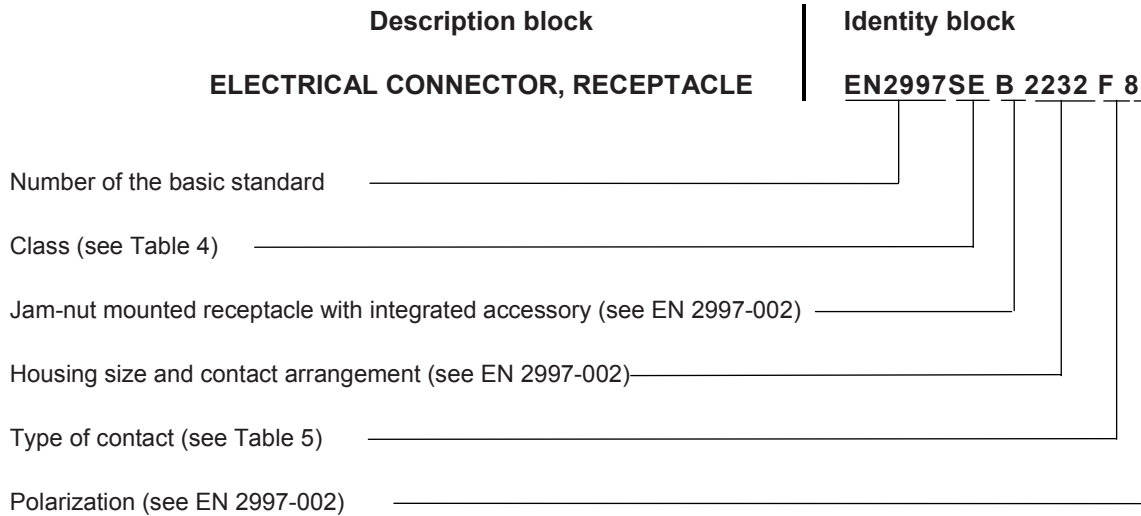 Description block Identity block
ELECTRICAL CONNECTOR, RECEPTACLE EN2997SE B 2232 F 8
Number of the basic standard
Class (see Table 4)
Jam-nut mounted receptacle with integrated accessory (see EN 2997-002)
Housing size and contact arrangement (see EN 2997-002)
Type of contact (see Table 5)
Polarization (see EN 2997-002)